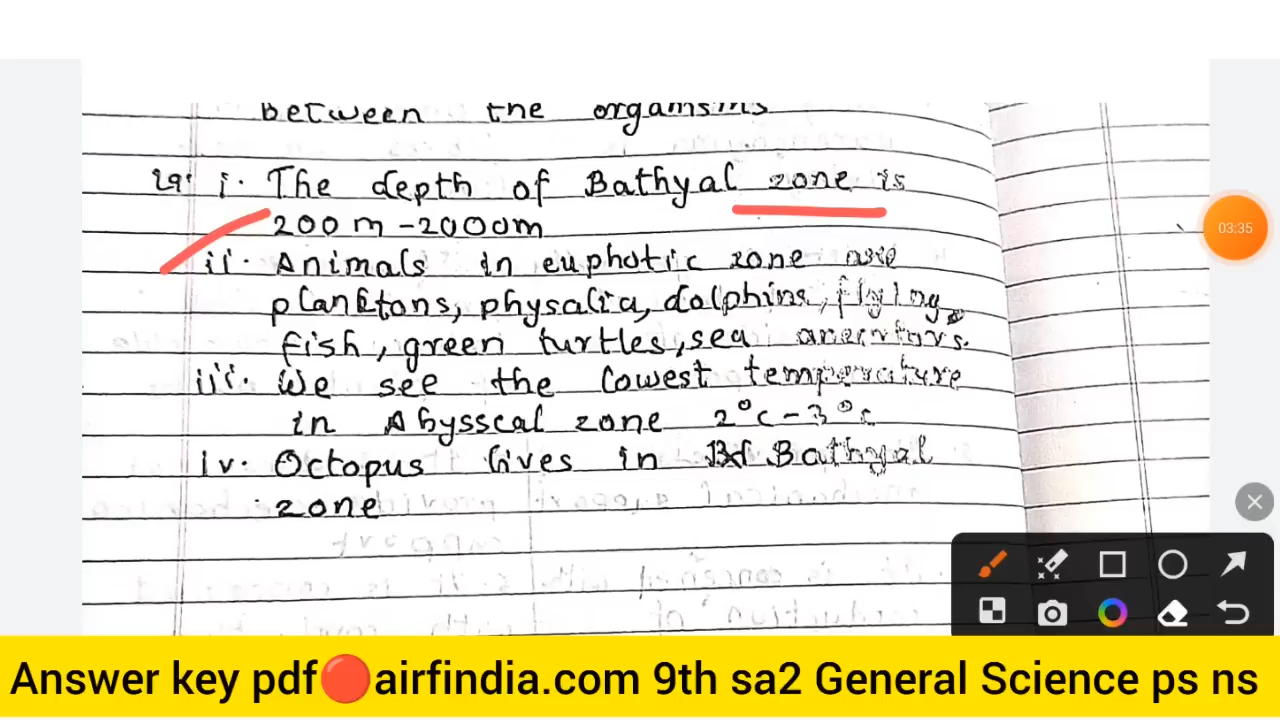 between the organisms
29. i. The depth of Bathyal zone is
200 m - 2000m
ii. Animals in euphotic zone are
planktons, physalia, dolphins, flying
fish, green turtles, sea
iii. We see the lowest temperature
in Abysscal zone 2°c - 3°c
iv. Octopus lives in Bathyal
zone
03:35
Answer key pdf🔴airfindia.com 9th sa2 General Science ps ns